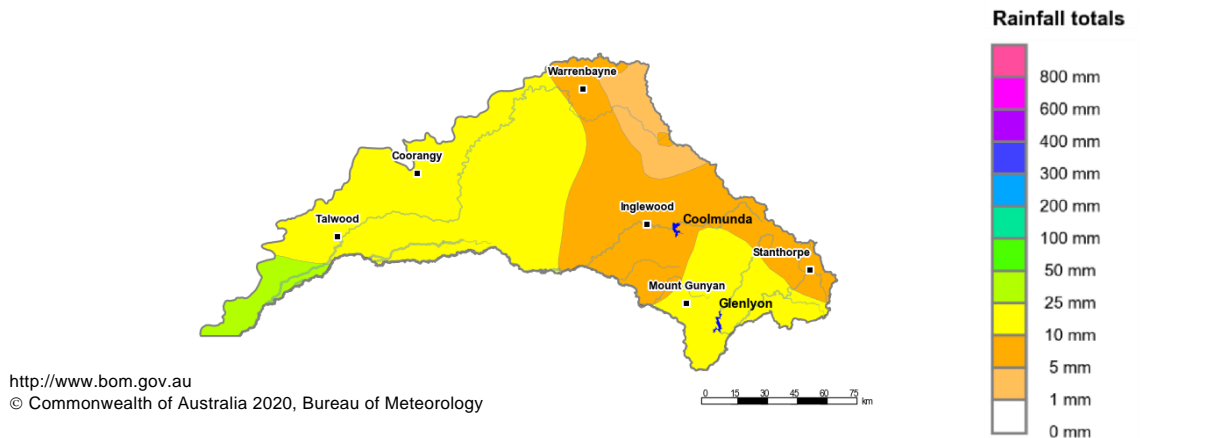 Rainfall totals
800 mm
600 mm
400 mm
300 mm
200 mm
100 mm
50 mm
25 mm
10 mm
5 mm
1 mm
0 mm
Warrenbayne
Coorangy
Talwood
Inglewood
Coolmunda
Stanthorpe
Mount Gunyan
Glenlyon
0 15 30 45 60 75
km
http://www.bom.gov.au
© Commonwealth of Australia 2020, Bureau of Meteorology